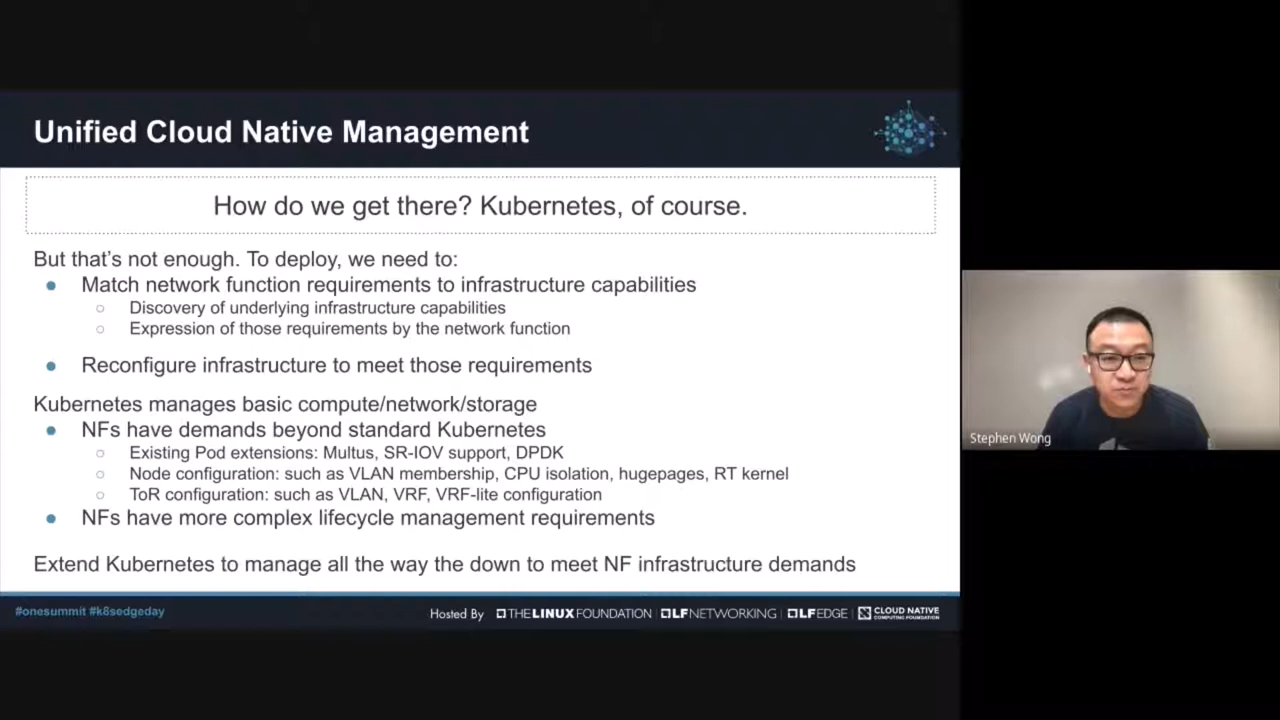 Unified Cloud Native Management
How do we get there? Kubernetes, of course.
But that's not enough. To deploy, we need to:
● Match network function requirements to infrastructure capabilities
○ Discovery of underlying infrastructure capabilities
○ Expression of those requirements by the network function
● Reconfigure infrastructure to meet those requirements
Kubernetes manages basic compute/network/storage
● NFs have demands beyond standard Kubernetes
○ Existing Pod extensions: Multus, SR-IOV support, DPDK
○ Node configuration: such as VLAN membership, CPU isolation, hugepages, RT kernel
○ ToR configuration: such as VLAN, VRF, VRF-lite configuration
● NFs have more complex lifecycle management requirements
Extend Kubernetes to manage all the way the down to meet NF infrastructure demands
#onesummit #k8sedgeday
Hosted By THE LINUX FOUNDATION | LF NETWORKING | LF EDGE | CLOUD NATIVE COMPUTING FOUNDATION
Stephen Wong